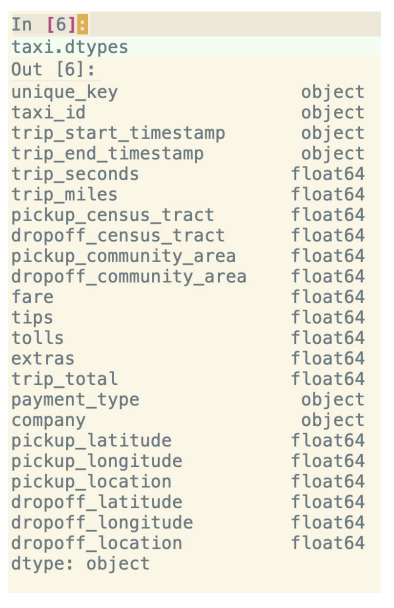 In [6]:
taxi.dtypes
Out [6]:
unique_key object
taxi_id object
trip_start_timestamp object
trip_end_timestamp object
trip_seconds float64
trip_miles float64
pickup_census_tract float64
dropoff_census_tract float64
pickup_community_area float64
dropoff_community_area float64
fare float64
tips float64
tolls float64
extras float64
trip_total float64
payment_type object
company object
pickup_latitude float64
pickup_longitude float64
pickup_location float64
dropoff_latitude float64
dropoff_longitude float64
dropoff_location float64
dtype: object